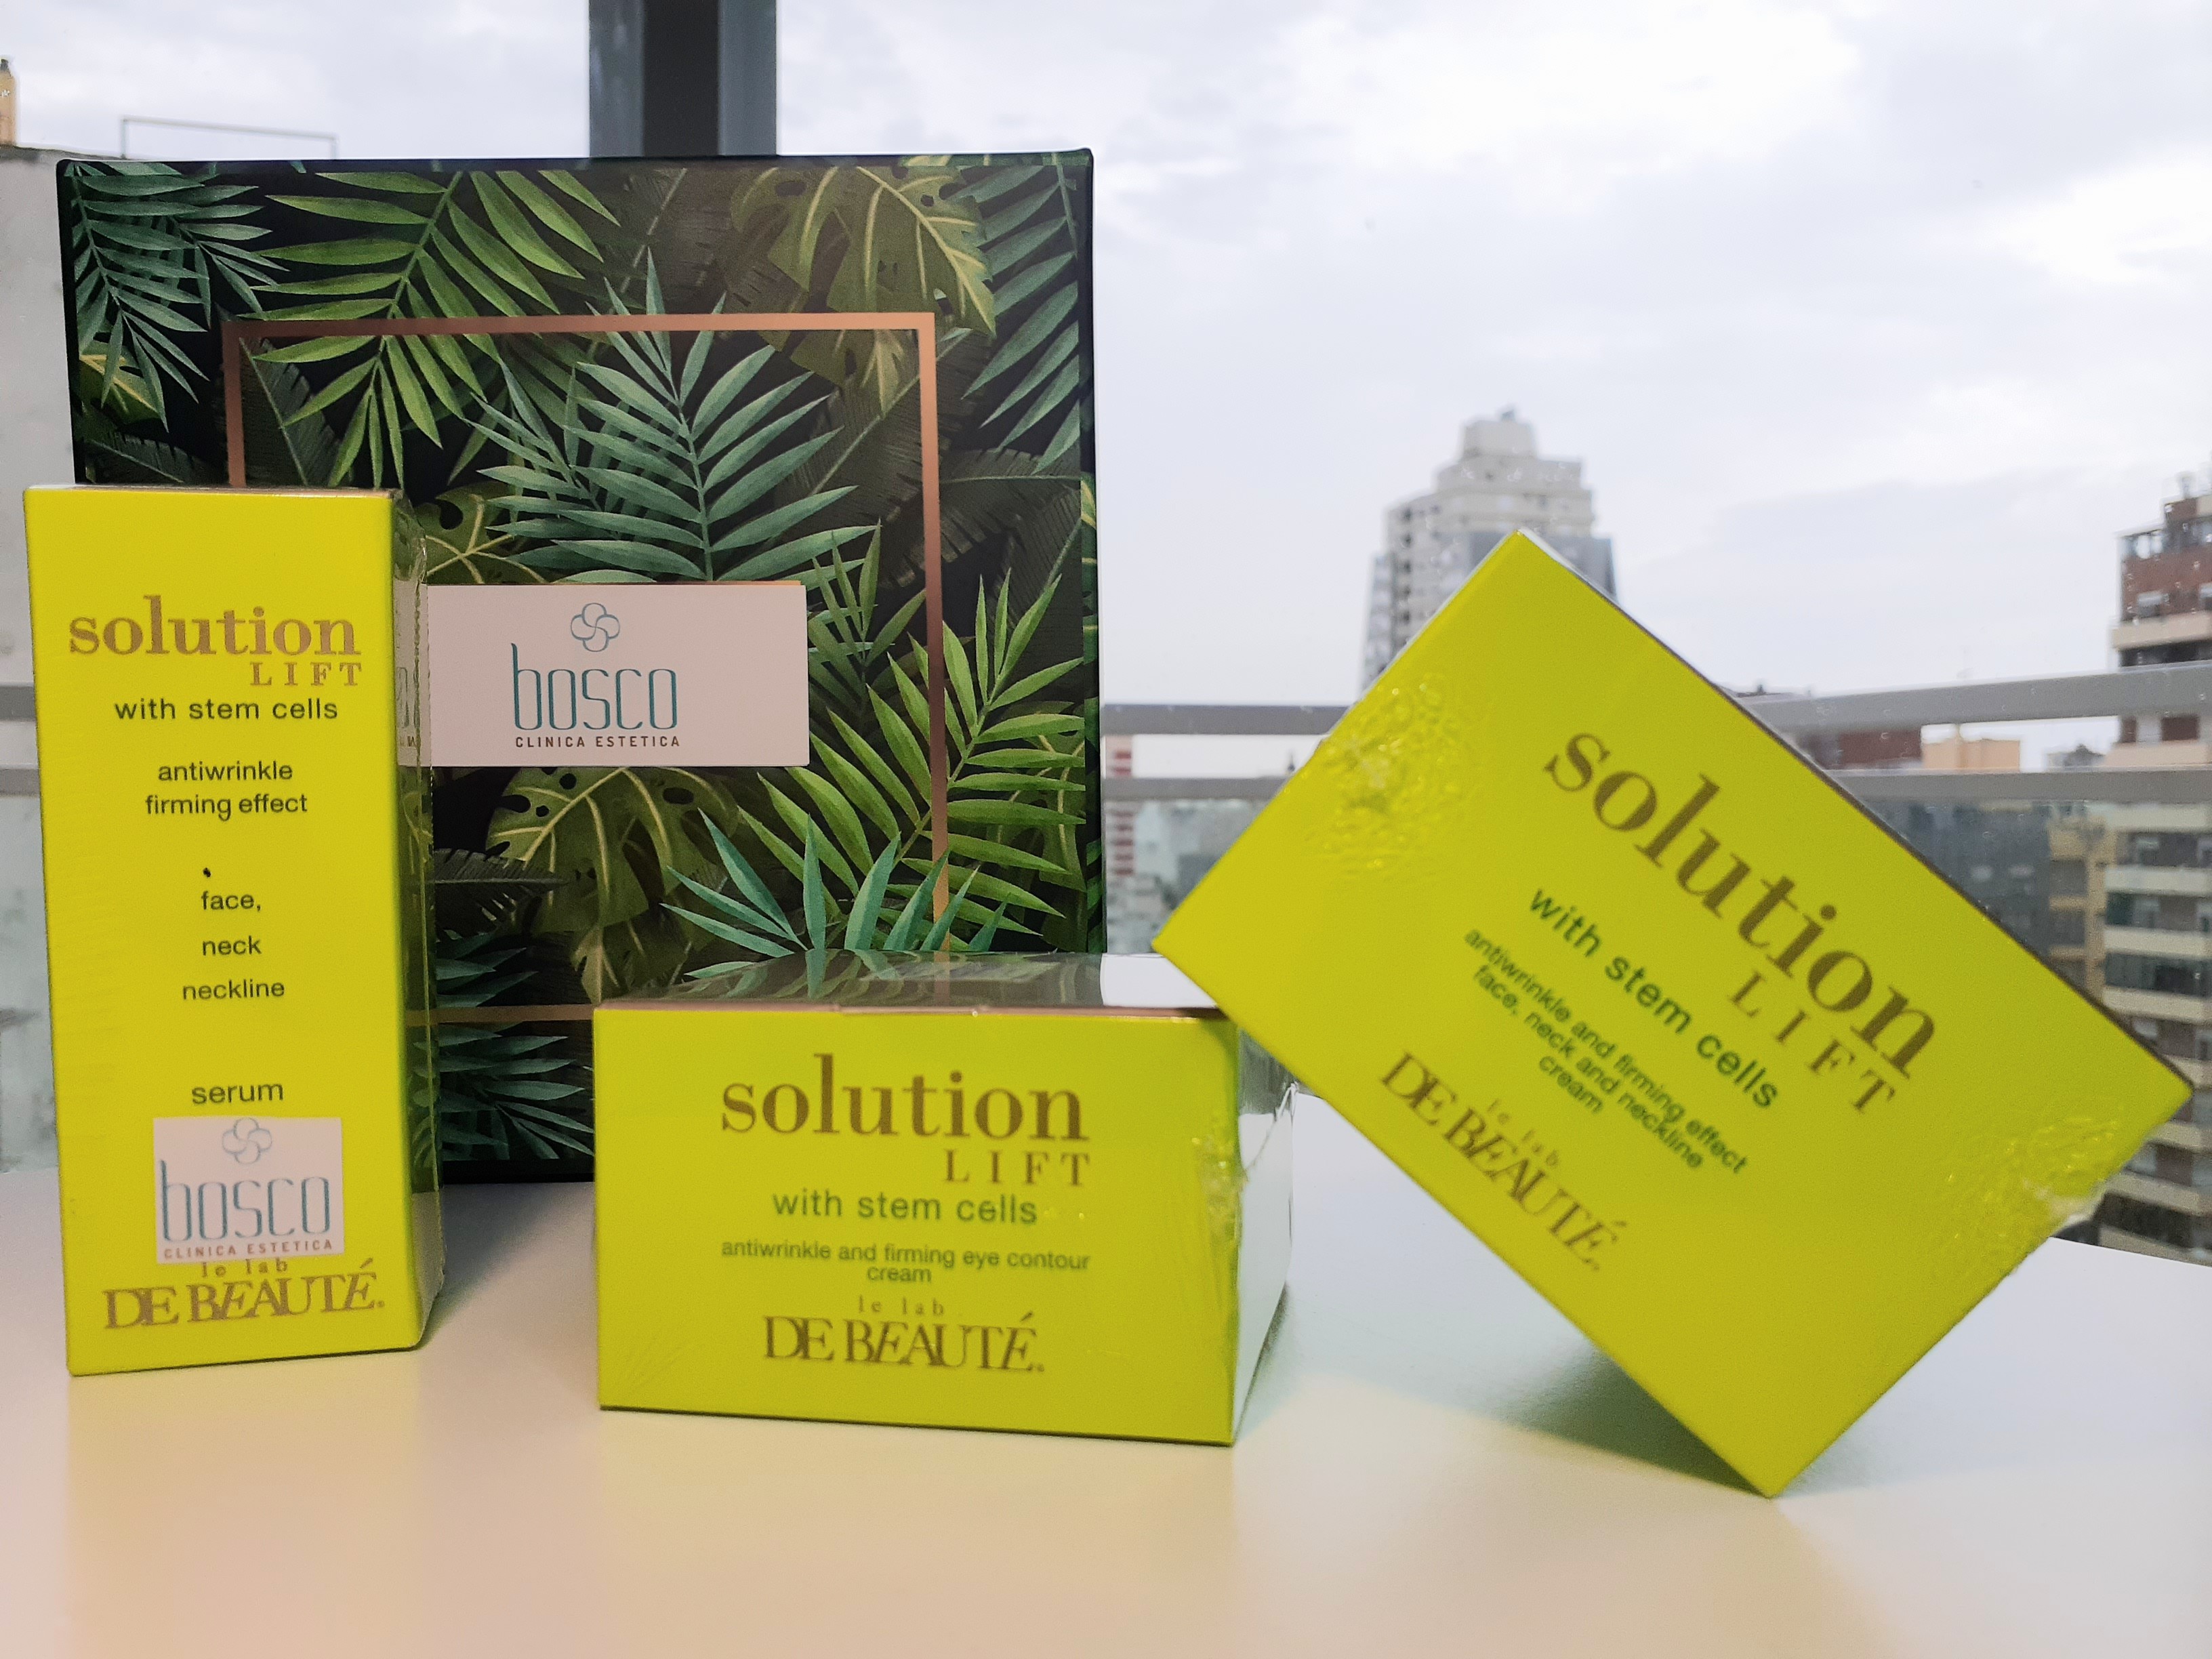 solution
LIFT
with stem cells
antiwrinkle
firming effect
face,
neck
neckline
serum
bosco
CLINICA ESTETICA
le lab
DE BEAUTÉ
bosco
CLINICA ESTETICA
solution
LIFT
with stem cells
antiwrinkle and firming eye contour
cream
le lab
DE BEAUTÉ
solution
LIFT
with stem cells
antiwrinkle and firming effect
face, neck and neckline
cream
le lab
DE BEAUTÉ